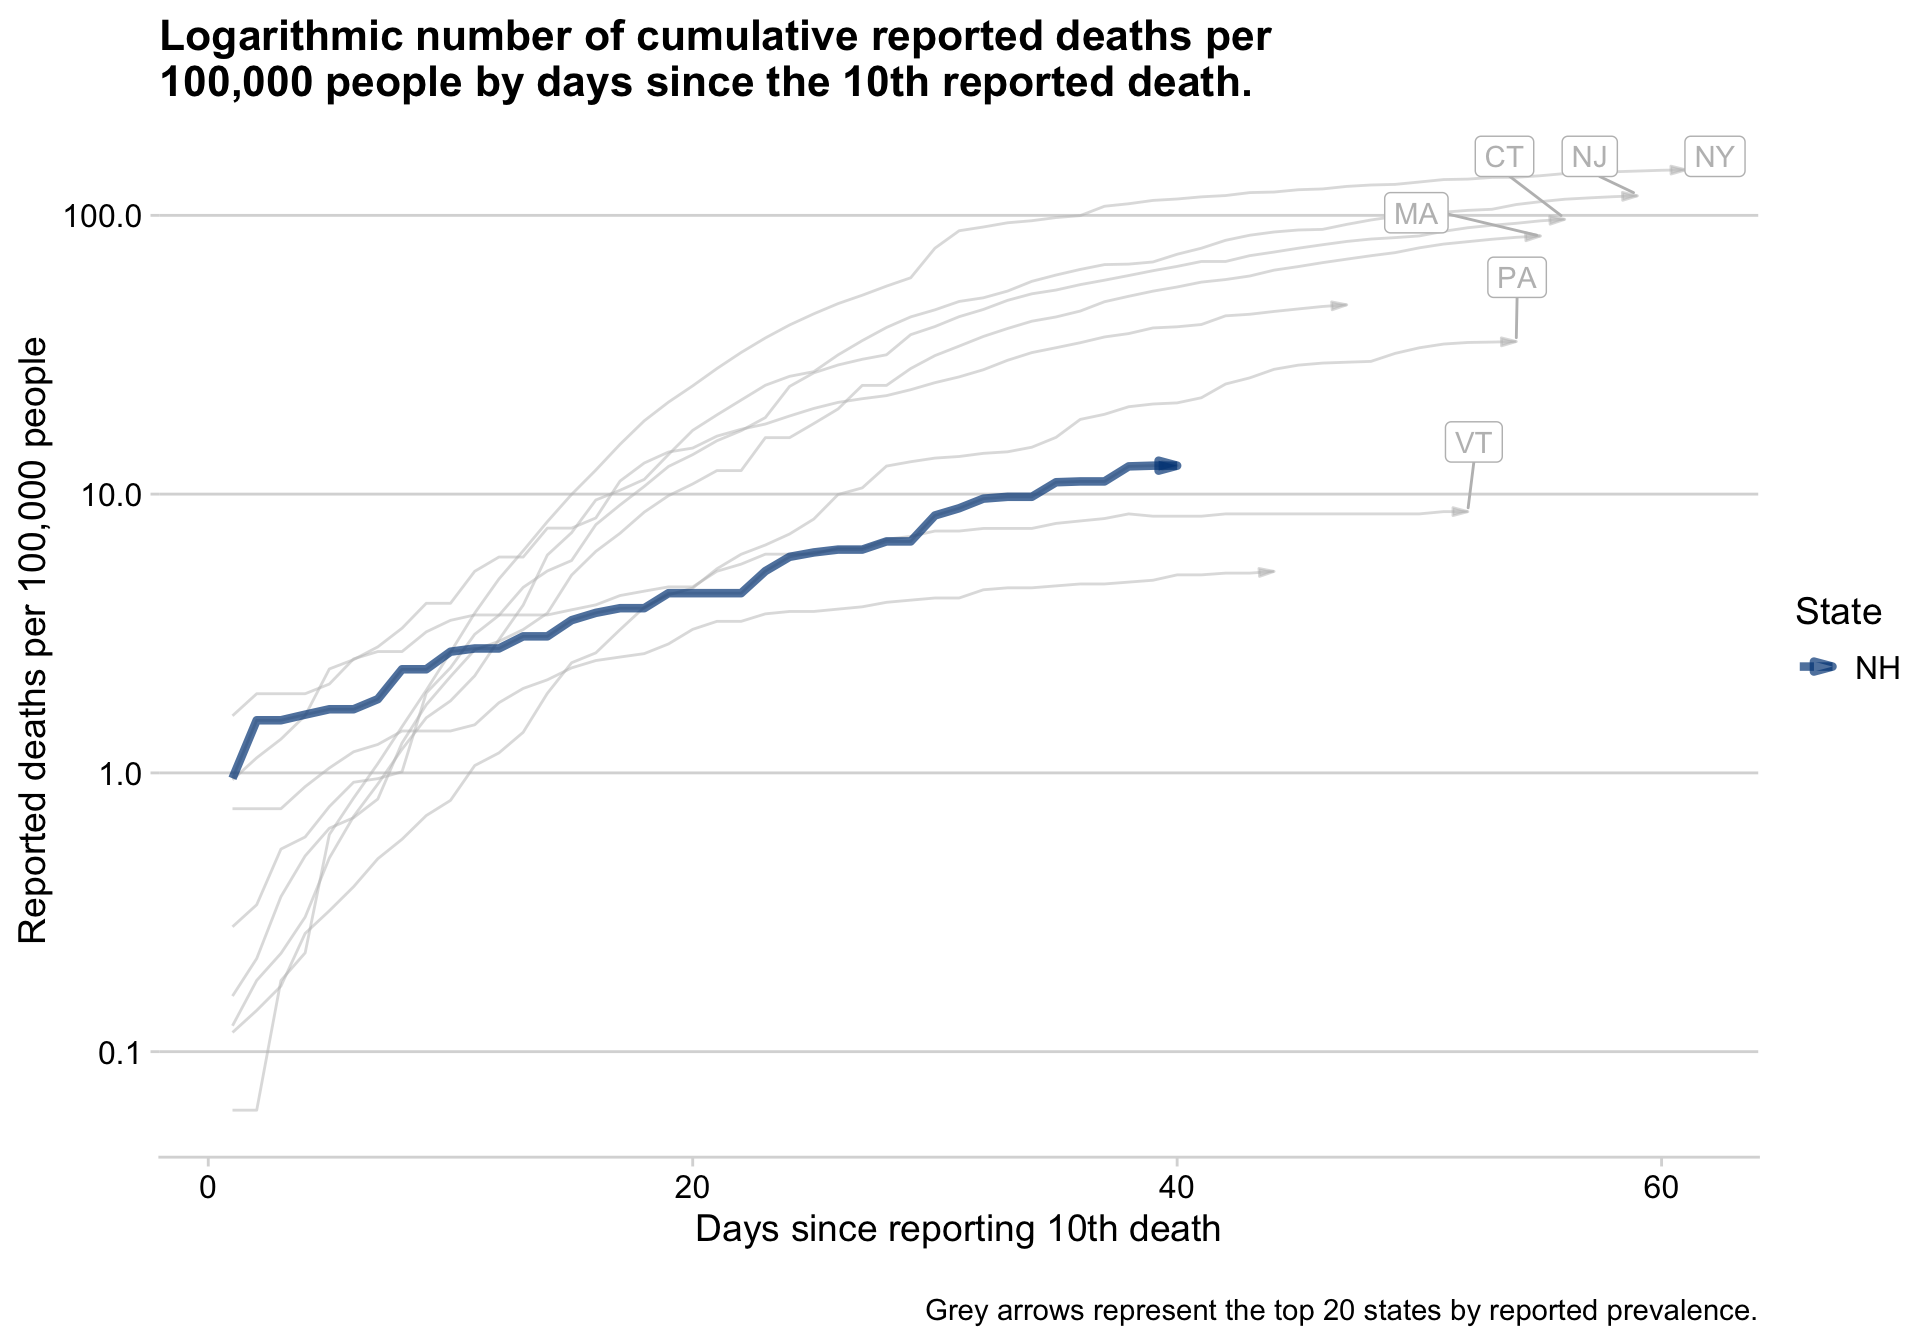 Logarithmic number of cumulative reported deaths per
100,000 people by days since the 10th reported death.
Reported deaths per 100,000 people
100.0
10.0
1.0
0.1
CT
NJ
NY
MA
PA
VT
State
NH
0
20
40
60
Days since reporting 10th death
Grey arrows represent the top 20 states by reported prevalence.